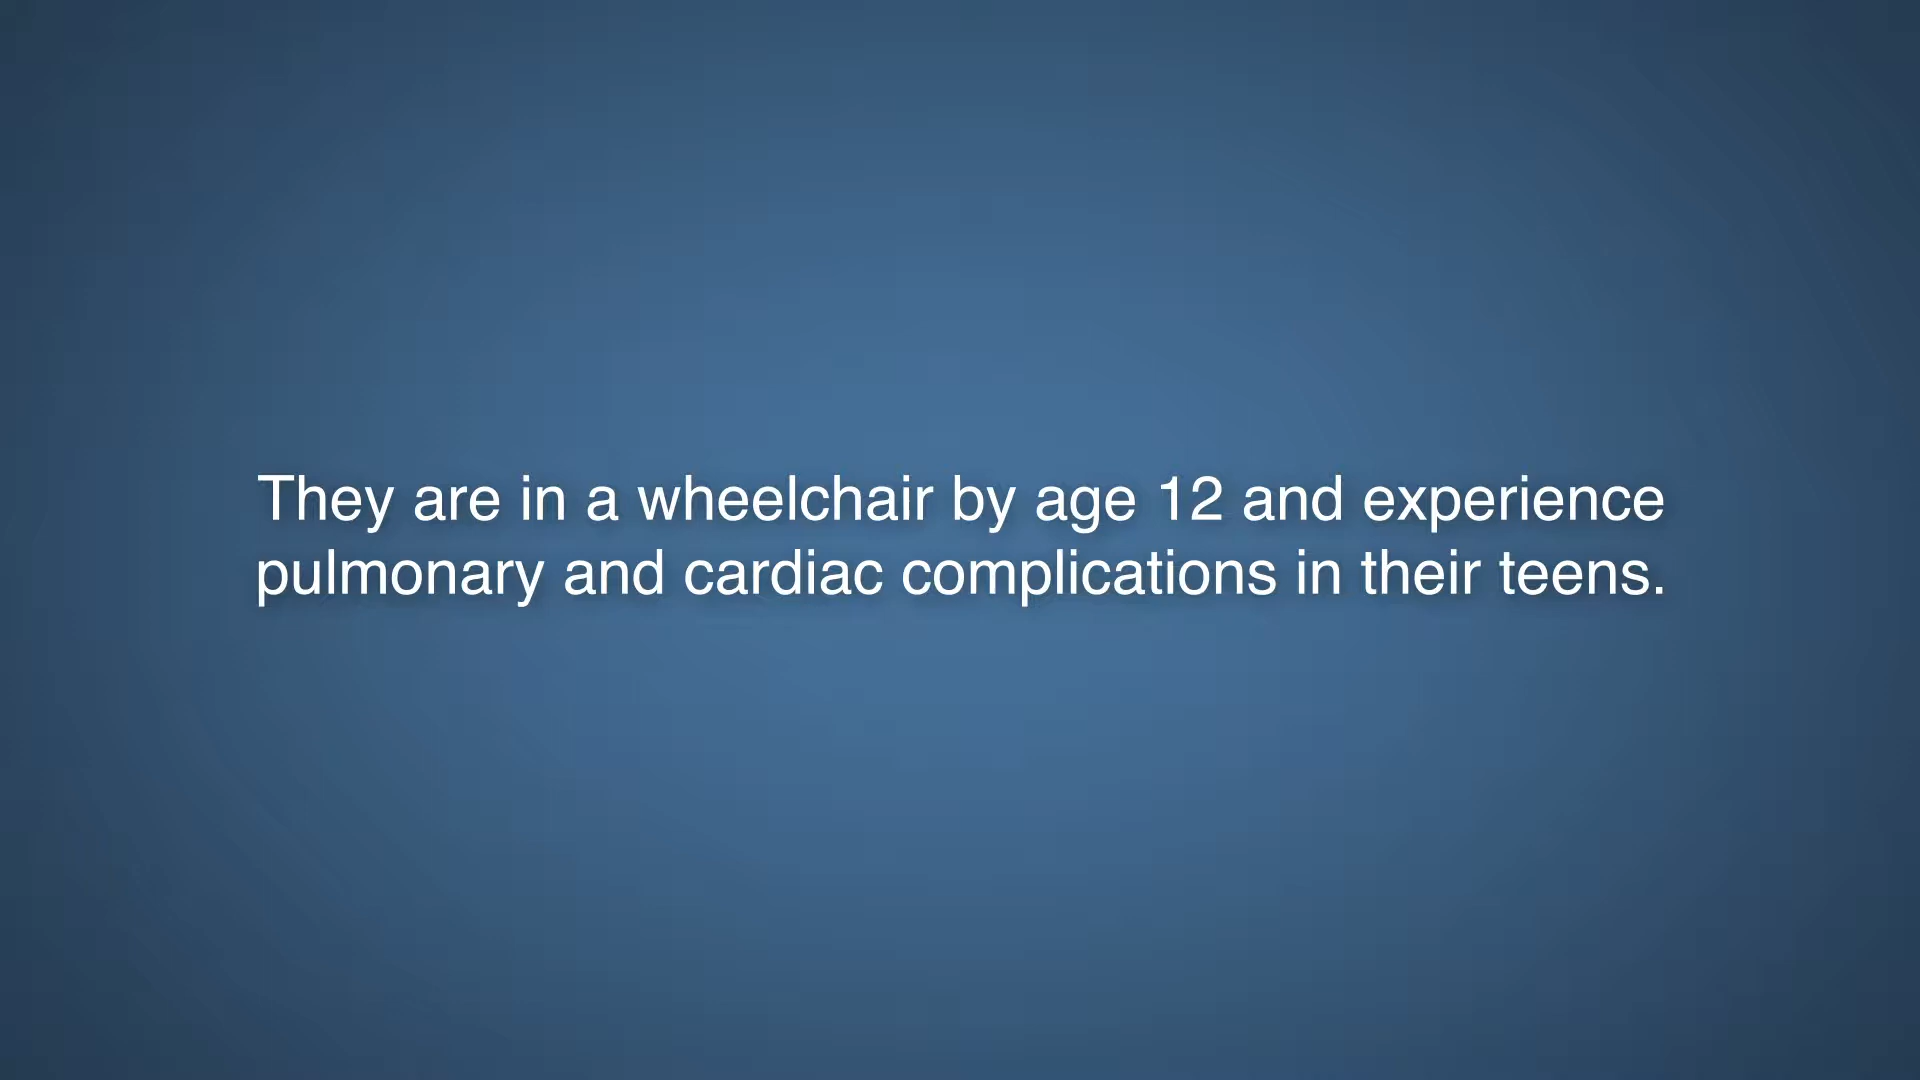 They are in a wheelchair by age 12 and experience
pulmonary and cardiac complications in their teens.